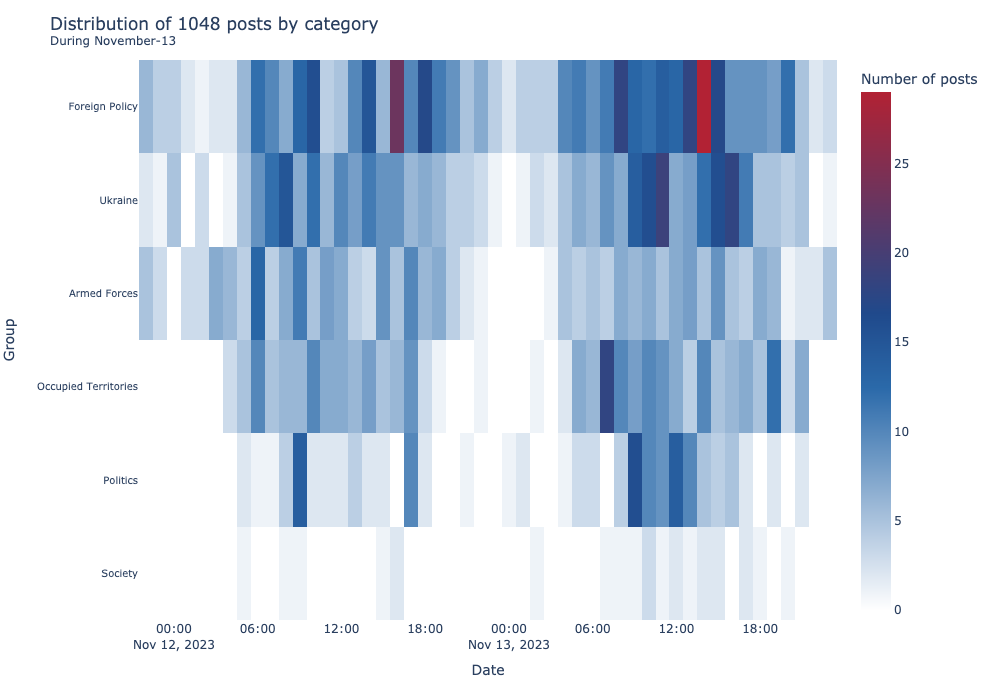 Distribution of 1048 posts by category
During November-13
Number of posts
Foreign Policy
Ukraine
Armed Forces
Occupied Territories
Politics
Society
Group
25
20
15
10
5
0
00:00
Nov 12, 2023
06:00
12:00
18:00
00:00
Nov 13, 2023
06:00
12:00
18:00
Date